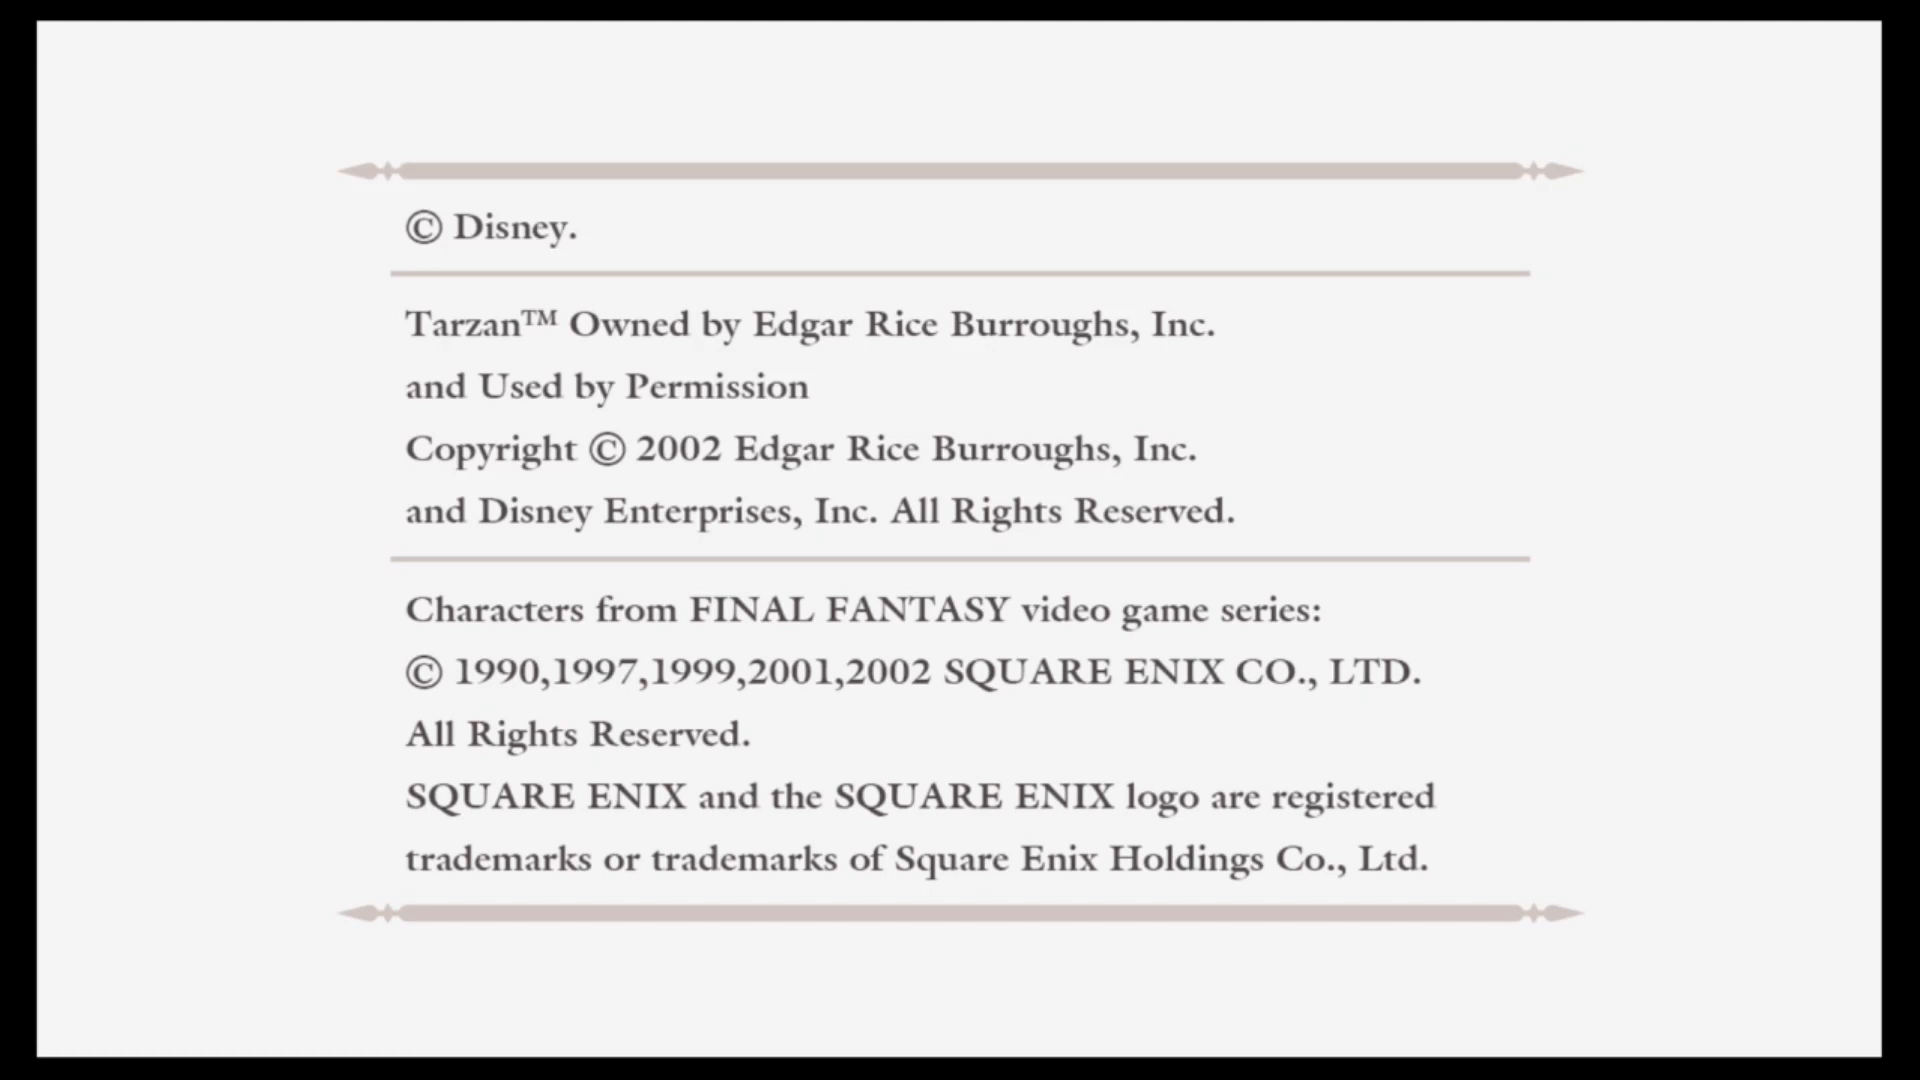 © Disney.
Tarzan™ Owned by Edgar Rice Burroughs, Inc.
and Used by Permission
Copyright © 2002 Edgar Rice Burroughs, Inc.
and Disney Enterprises, Inc. All Rights Reserved.
Characters from FINAL FANTASY video game series:
© 1990,1997,1999,2001,2002 SQUARE ENIX CO., LTD.
All Rights Reserved.
SQUARE ENIX and the SQUARE ENIX logo are registered
trademarks or trademarks of Square Enix Holdings Co., Ltd.